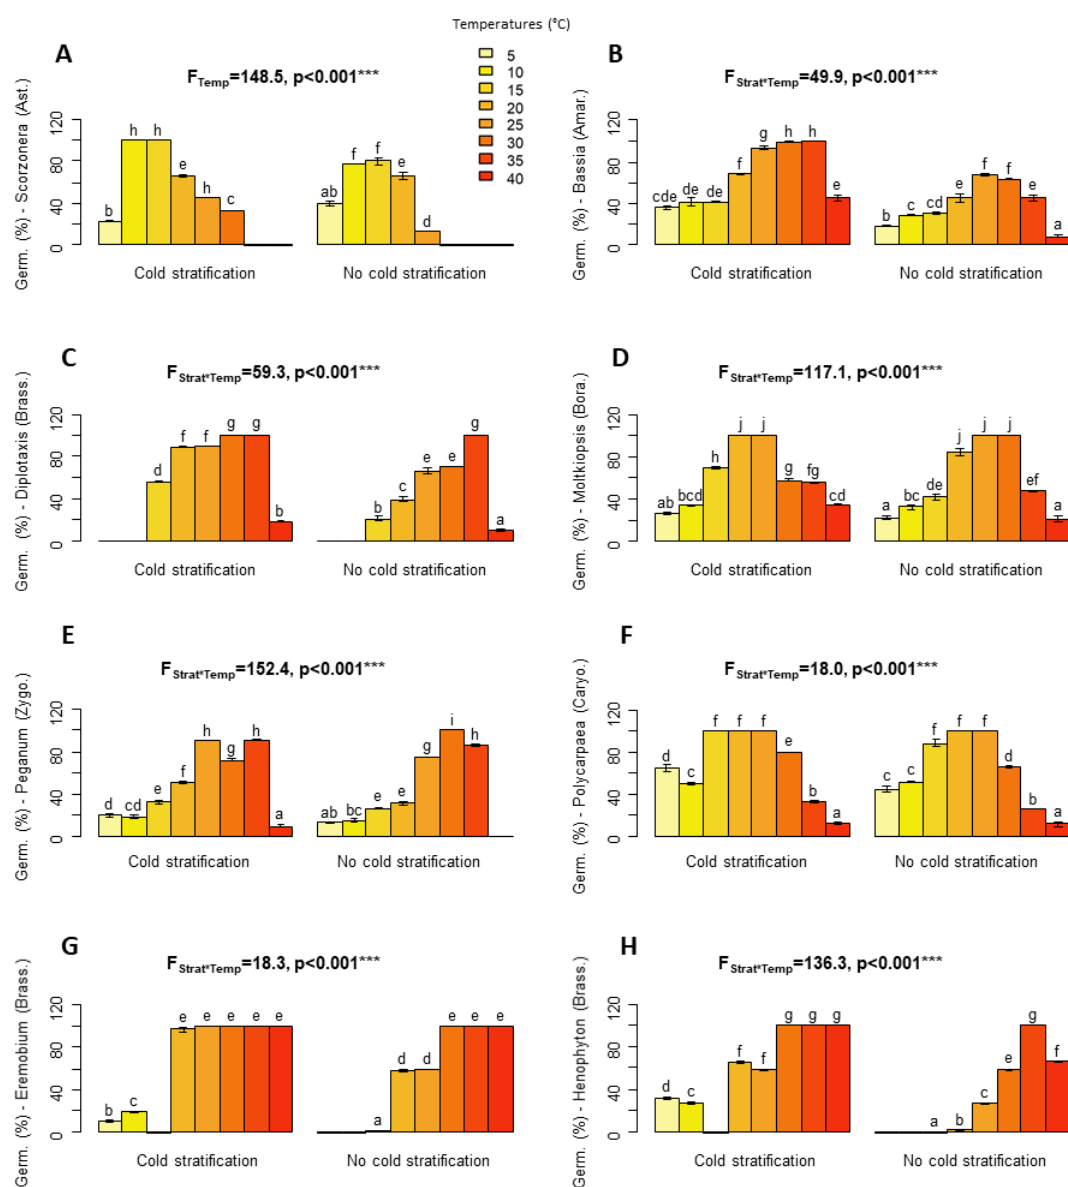 Temperatures (°C)
5
10
15
20
25
30
35
40
A
F_Temp=148.5, p<0.001***
Germ. (%) - Scorzonera (Ast.)
0 40 80 120
b h h e h c
ab f f e d
Cold stratification
No cold stratification
B
F_Strat*Temp=49.9, p<0.001***
Germ. (%) - Bassia (Amar.)
0 40 80 120
cde de de f g h h e
b c cd e f f e a
Cold stratification
No cold stratification
C
F_Strat*Temp=59.3, p<0.001***
Germ. (%) - Diplotaxis (Brass.)
0 40 80 120
d f f g g b
b c e e g a
Cold stratification
No cold stratification
D
F_Strat*Temp=117.1, p<0.001***
Germ. (%) - Moltkiopsis (Bora.)
0 40 80 120
ab bcd h j j g fg cd
a bc de j j j ef a
Cold stratification
No cold stratification
E
F_Strat*Temp=152.4, p<0.001***
Germ. (%) - Peganum (Zygo.)
0 40 80 120
d cd e f h g h a
ab bc e e g i h
Cold stratification
No cold stratification
F
F_Strat*Temp=18.0, p<0.001***
Germ. (%) - Polycarpaea (Caryo.)
0 40 80 120
d c f f f e b a
c c f f f d b a
Cold stratification
No cold stratification
G
F_Strat*Temp=18.3, p<0.001***
Germ. (%) - Eremobium (Brass.)
0 40 80 120
b c e e e e e
a d d e e e
Cold stratification
No cold stratification
H
F_Strat*Temp=136.3, p<0.001***
Germ. (%) - Henophyton (Brass.)
0 40 80 120
d c f f g g g
a b c e g f
Cold stratification
No cold stratification